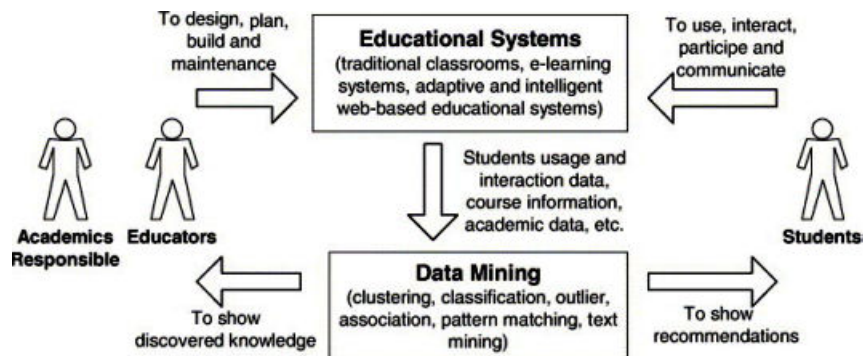 To design, plan,
build and
maintenance
Educational Systems
(traditional classrooms, e-learning
systems, adaptive and intelligent
web-based educational systems)
To use, interact,
participe and
communicate
Students usage and
interaction data,
course information,
academic data, etc.
Academics
Responsible
Educators
Students
Data Mining
(clustering, classification, outlier,
association, pattern matching, text
mining)
To show
discovered knowledge
To show
recommendations